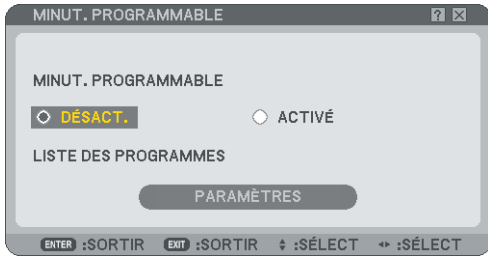 MINUT. PROGRAMMABLE
MINUT. PROGRAMMABLE
DÉSACT. ACTIVÉ
LISTE DES PROGRAMMES
PARAMÈTRES
ENTER :SORTIR EXIT :SORTIR :SÉLECT :SÉLECT